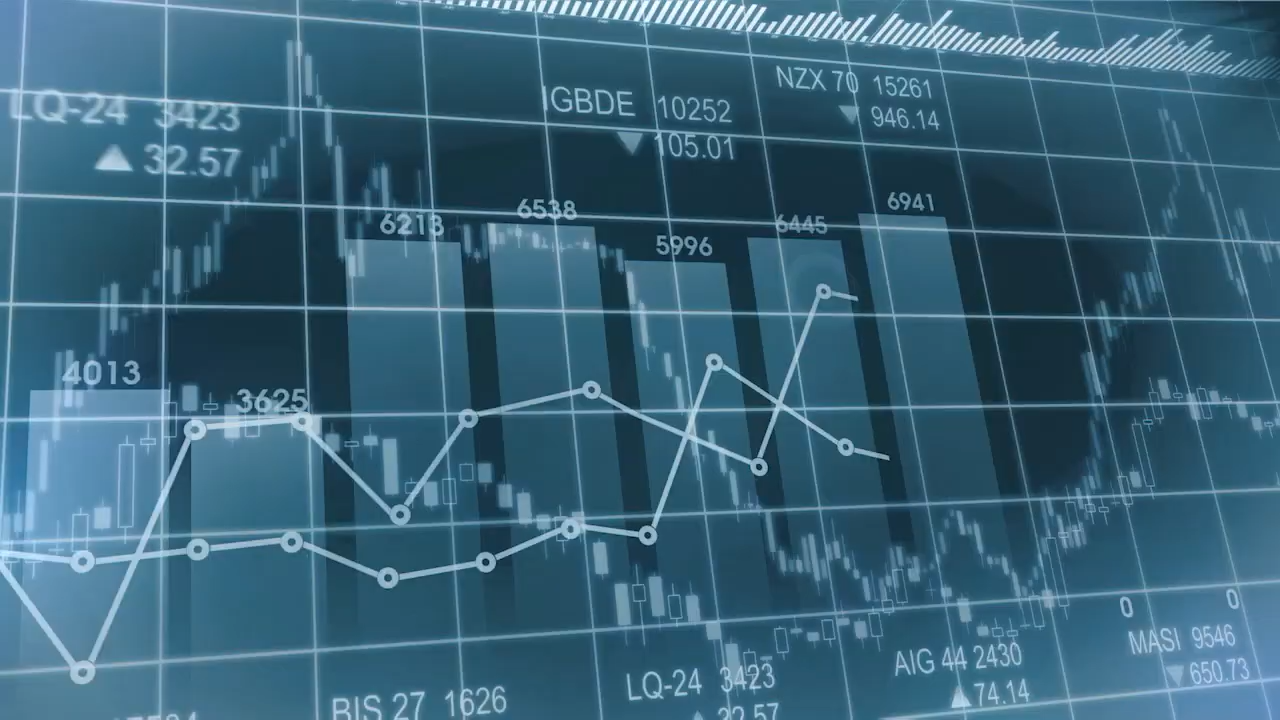 NZX 70 15261
▼ 946.14
IGBDE 10252
▼ 105.01
LQ-24 3423
▲ 32.57
6941
6538
6213
6445
5996
4013
3625
0 0
MASI 9546
▼ 650.73
AIG 44 2430
▲ 74.14
LQ-24 3423
▲ 32.57
BIS 27 1626